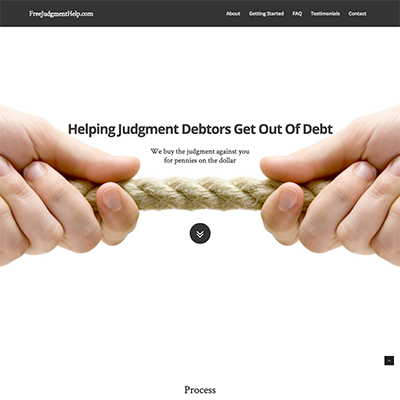 FreeJudgmentHelp.com
About Getting Started FAQ Testimonials Contact
Helping Judgment Debtors Get Out Of Debt
We buy the judgment against you
for pennies on the dollar
Process